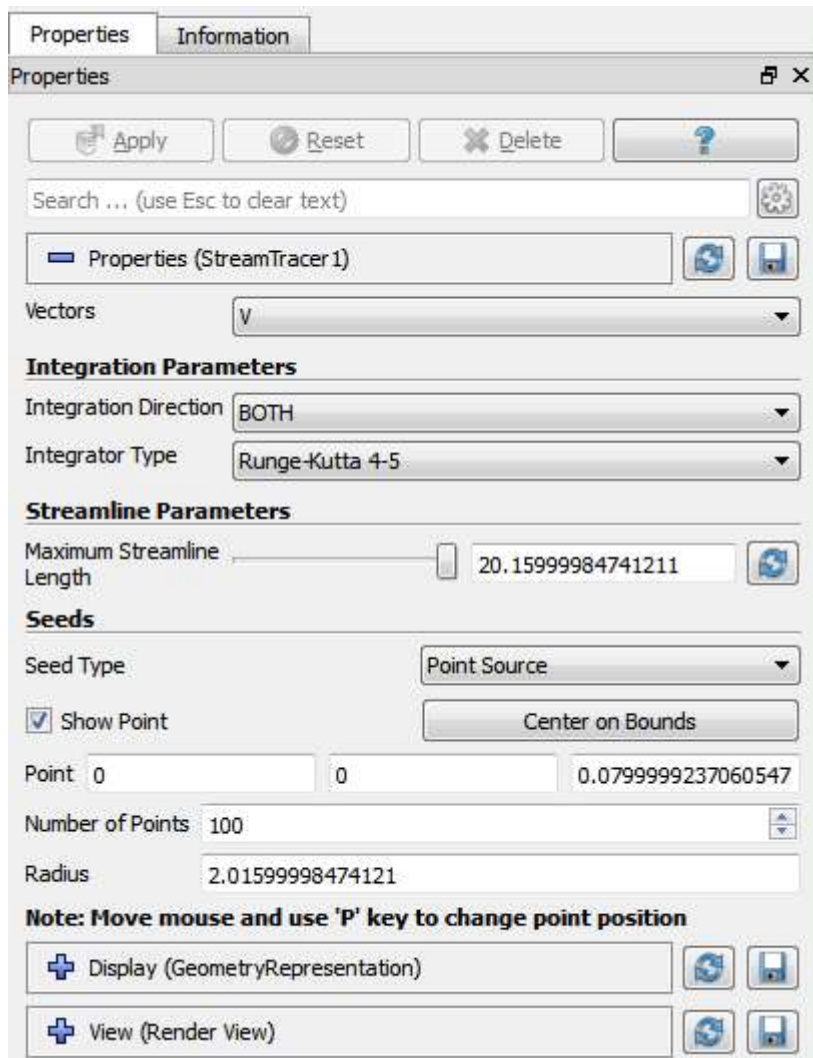 Properties Information
Properties
Apply Reset Delete ?
Search ... (use Esc to clear text)
Properties (StreamTracer1)
Vectors V
Integration Parameters
Integration Direction BOTH
Integrator Type Runge-Kutta 4-5
Streamline Parameters
Maximum Streamline
Length 20.15999984741211
Seeds
Seed Type Point Source
Show Point Center on Bounds
Point 0 0 0.0799999237060547
Number of Points 100
Radius 2.01599998474121
Note: Move mouse and use 'P' key to change point position
Display (GeometryRepresentation)
View (Render View)